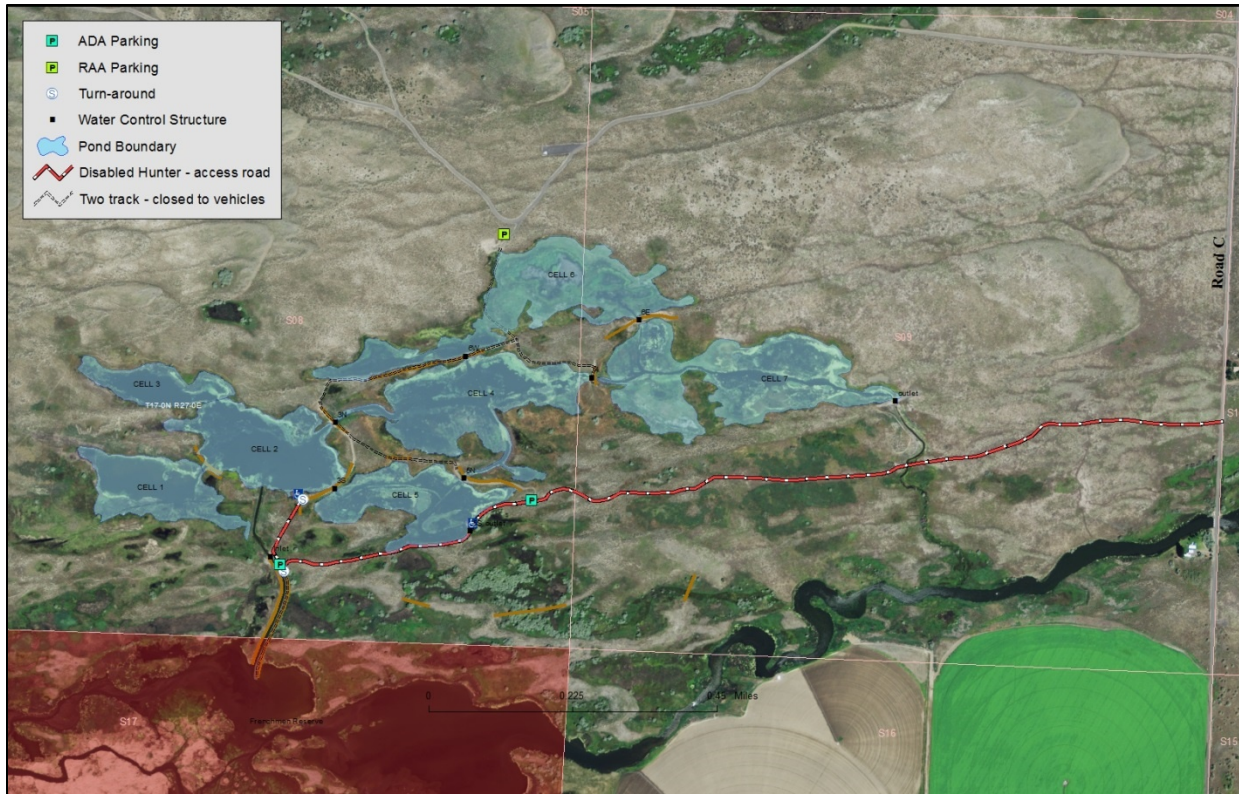 S05
S04
P ADA Parking
P RAA Parking
S Turn-around
Water Control Structure
Pond Boundary
Disabled Hunter - access road
Two track - closed to vehicles
Road C
P
CELL 6
S08
S09
CELL 3
CELL 7
CELL 4
outlet
T17-0N R27-0E
CELL 2
CELL 5
CELL 1
P
S
P
S
0 0.225 0.45 Miles
S17
Frenchman Reserve
S16
S15